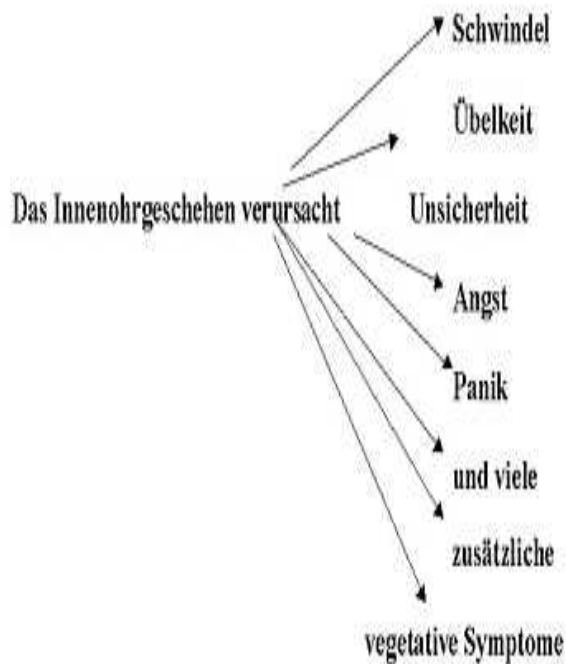 Schwindel
Übelkeit
Das Innenohrgeschehen verursacht Unsicherheit
Angst
Panik
und viele
zusätzliche
vegetative Symptome